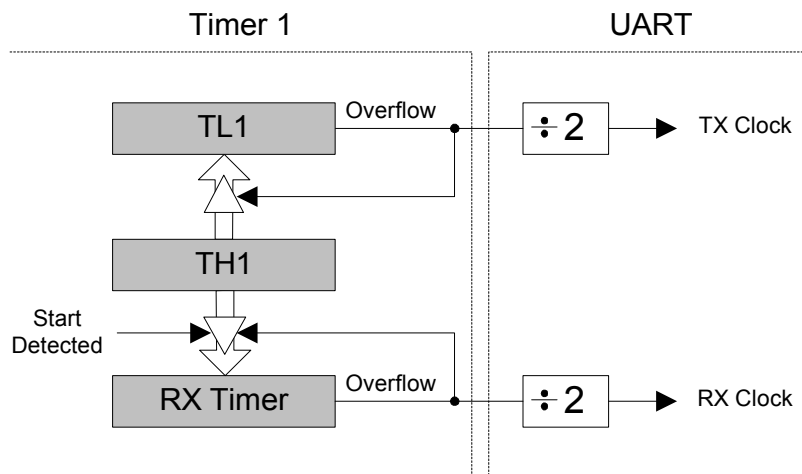 Timer 1
UART
TL1
Overflow
÷ 2
TX Clock
TH1
Start
Detected
RX Timer
Overflow
÷ 2
RX Clock